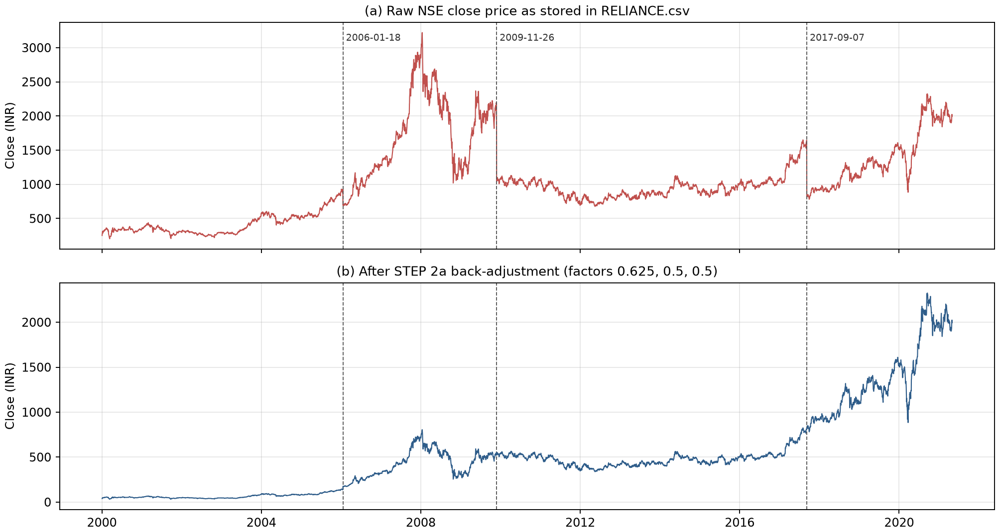 (a) Raw NSE close price as stored in RELIANCE.csv
Close (INR)
3000
2500
2000
1500
1000
500
2006-01-18
2009-11-26
2017-09-07
(b) After STEP 2a back-adjustment (factors 0.625, 0.5, 0.5)
Close (INR)
2000
1500
1000
500
0
2000 2004 2008 2012 2016 2020